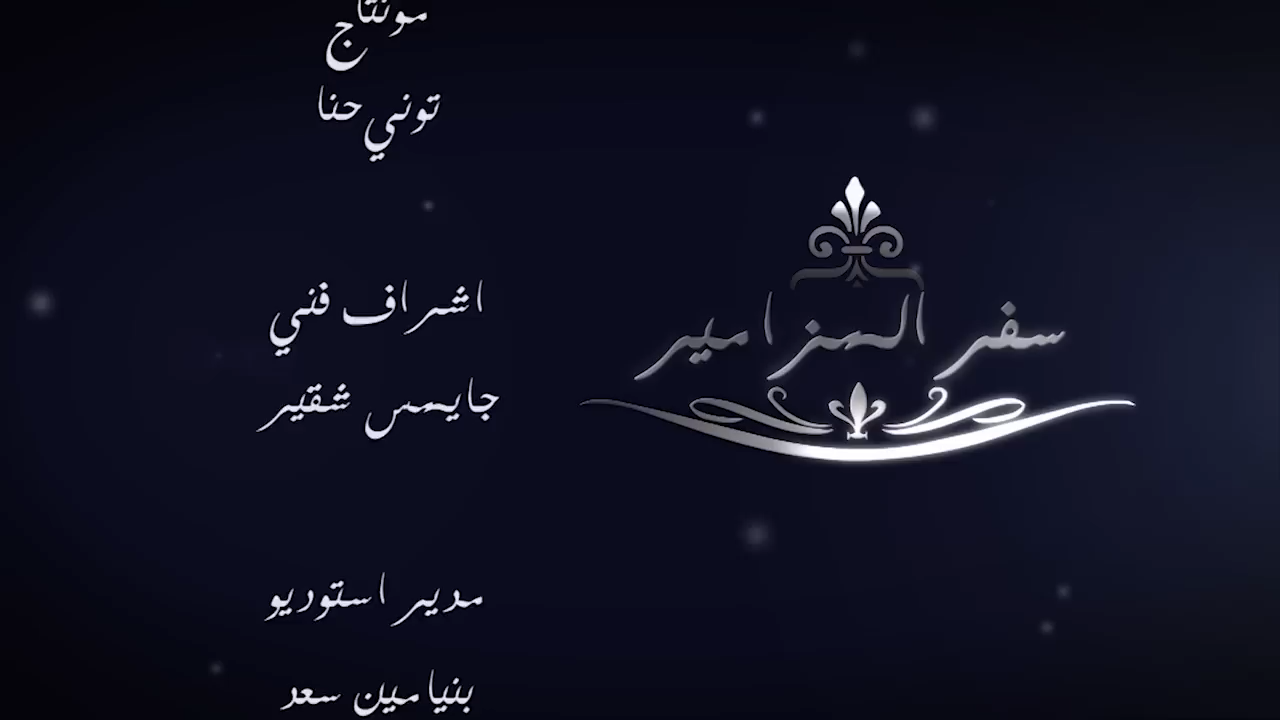 مونتاج
توني حنا
اشراف فني
جايمس شقير
مدير استوديو
بنيامين سعد
سفر المزامير